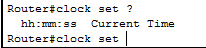 Router#clock set ?
  hh:mm:ss  Current Time
Router#clock set